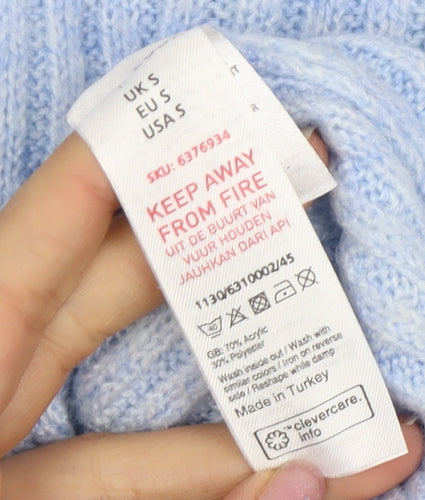 UK S
EU S
USA S
SKU: 6376934
KEEP AWAY
FROM FIRE
UIT DE BUURT VAN
VUUR HOUDEN
JAUHKAN DARI API
1130/6310002/45
40
GB: 70% Acrylic
30% Polyester
Wash inside out / Wash with
similar colors / Iron on reverse
side / Reshape while damp
Made in Turkey
™ clevercare.
info